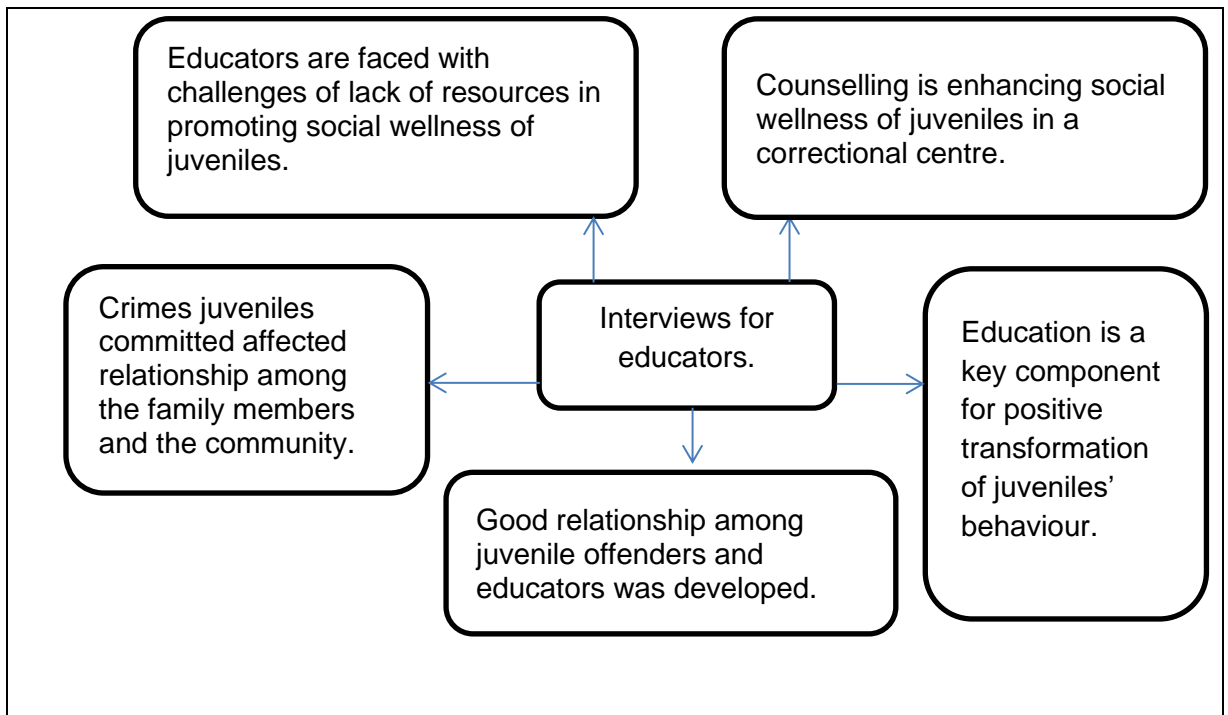 Educators are faced with
challenges of lack of resources in
promoting social wellness of
juveniles.
Counselling is enhancing social
wellness of juveniles in a
correctional centre.
Crimes juveniles
committed affected
relationship among
the family members
and the community.
Interviews for
educators.
Education is a
key component
for positive
transformation
of juveniles’
behaviour.
Good relationship among
juvenile offenders and
educators was developed.